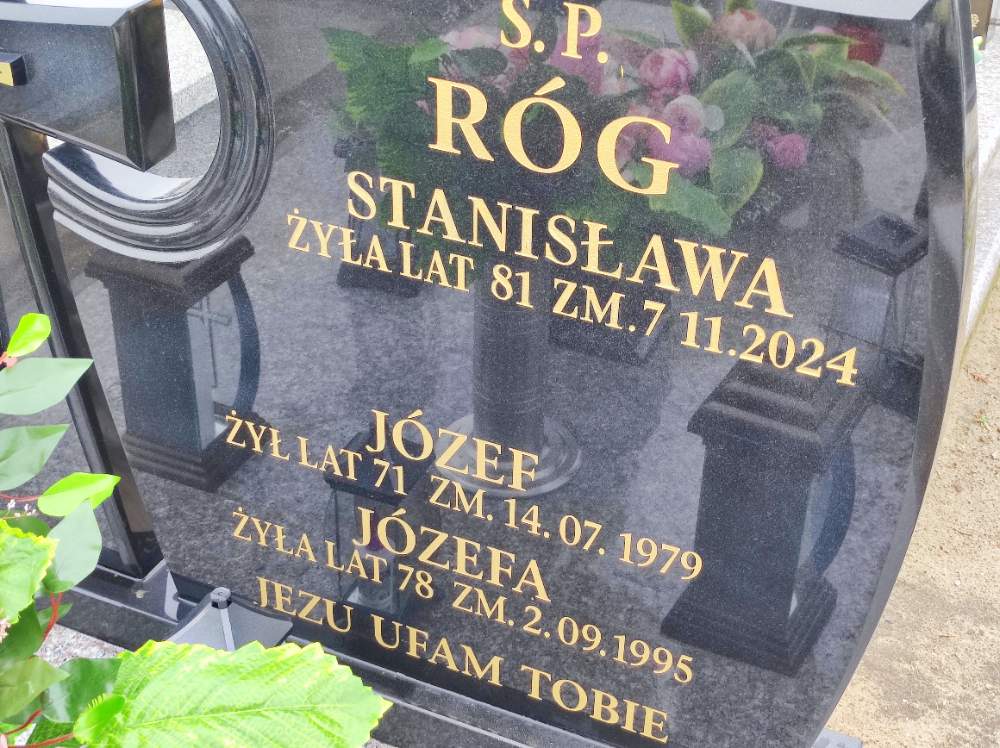 S.P.
RÓG
STANISŁAWA
ŻYŁA LAT 81 ZM. 7 11.2024
JÓZEF
ŻYŁ LAT 71 ZM. 14. 07. 1979
JÓZEFA
ŻYŁA LAT 78 ZM. 2. 09. 1995
JEZU UFAM TOBIE